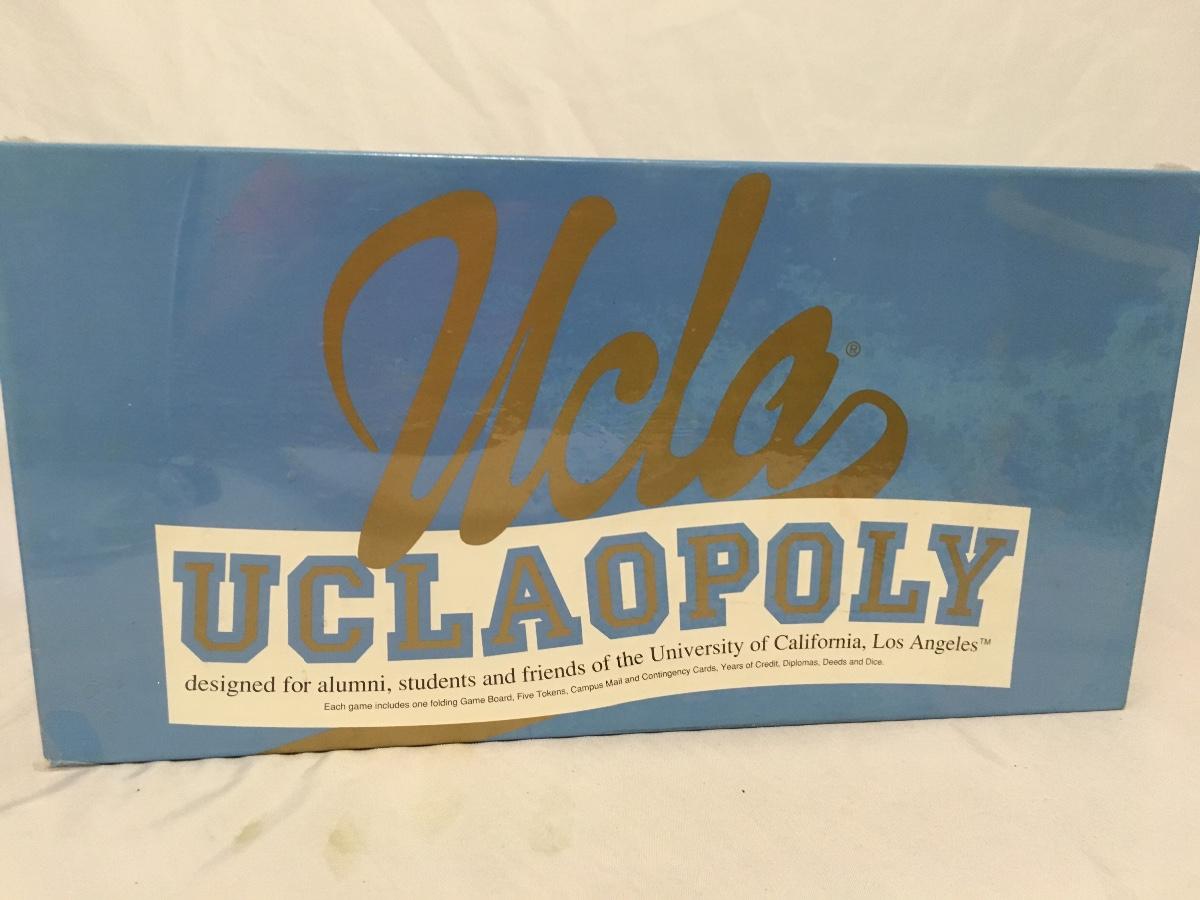 Ucla®
UCLAOPOLY
designed for alumni, students and friends of the University of California, Los Angeles™
Each game includes one folding Game Board, Five Tokens, Campus Mail and Contingency Cards, Years of Credit, Diplomas, Deeds and Dice.